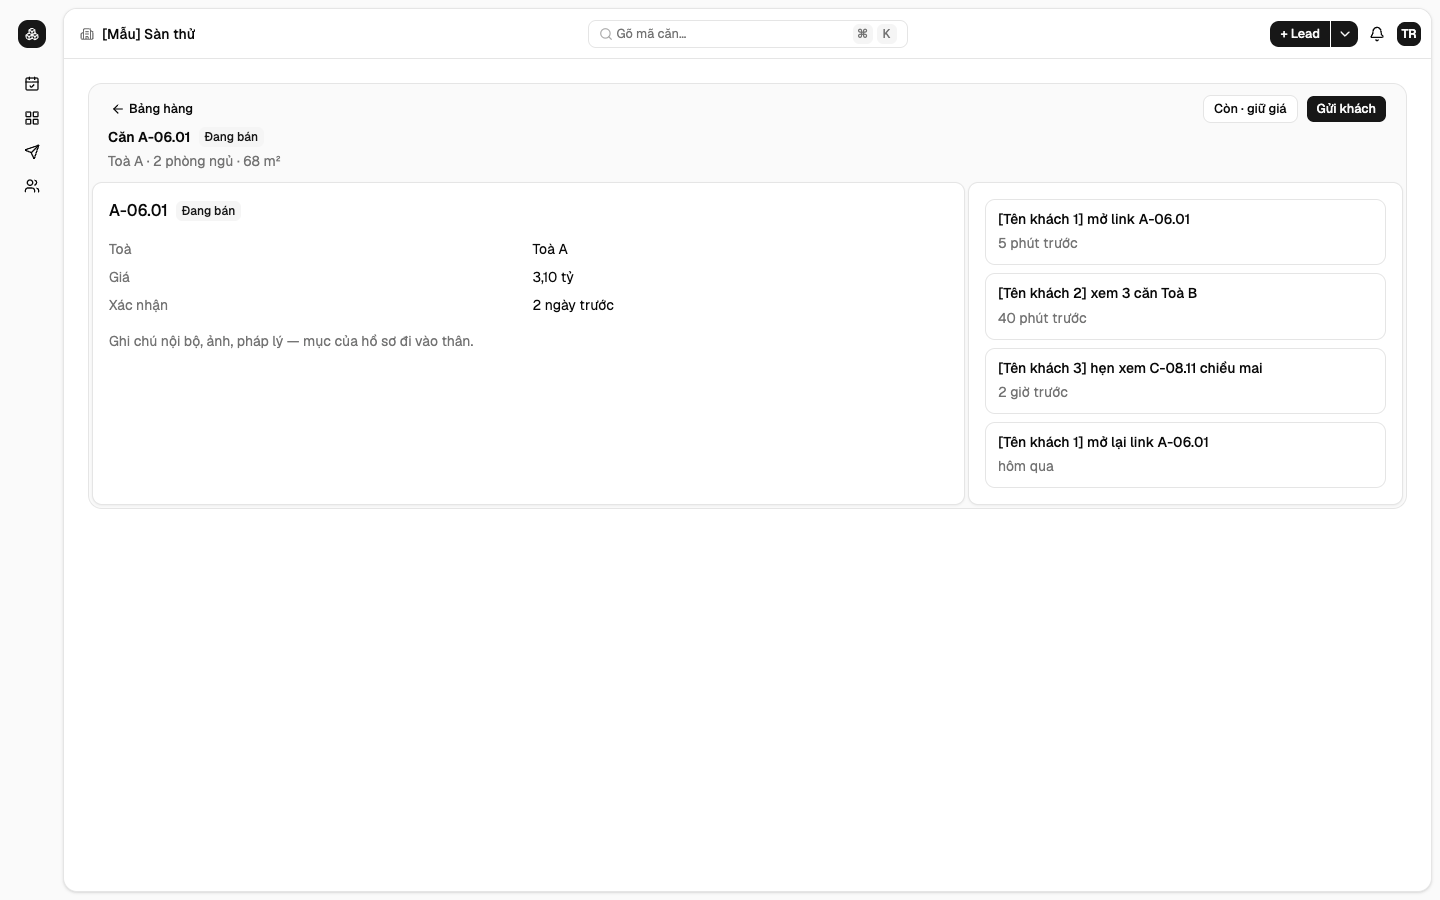 [Mẫu] Sàn thử
Gõ mã căn...
⌘ K
+ Lead
TR
Bảng hàng
Còn · giữ giá
Gửi khách
Căn A-06.01 Đang bán
Toà A · 2 phòng ngủ · 68 m²
A-06.01 Đang bán
Toà Toà A
Giá 3,10 tỷ
Xác nhận 2 ngày trước
Ghi chú nội bộ, ảnh, pháp lý — mục của hồ sơ đi vào thân.
[Tên khách 1] mở link A-06.01
5 phút trước
[Tên khách 2] xem 3 căn Toà B
40 phút trước
[Tên khách 3] hẹn xem C-08.11 chiều mai
2 giờ trước
[Tên khách 1] mở lại link A-06.01
hôm qua